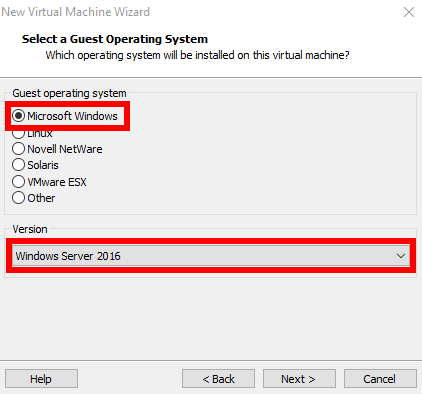 New Virtual Machine Wizard
Select a Guest Operating System
Which operating system will be installed on this virtual machine?
Guest operating system
Microsoft Windows
Linux
Novell NetWare
Solaris
VMware ESX
Other
Version
Windows Server 2016
Help
< Back
Next >
Cancel